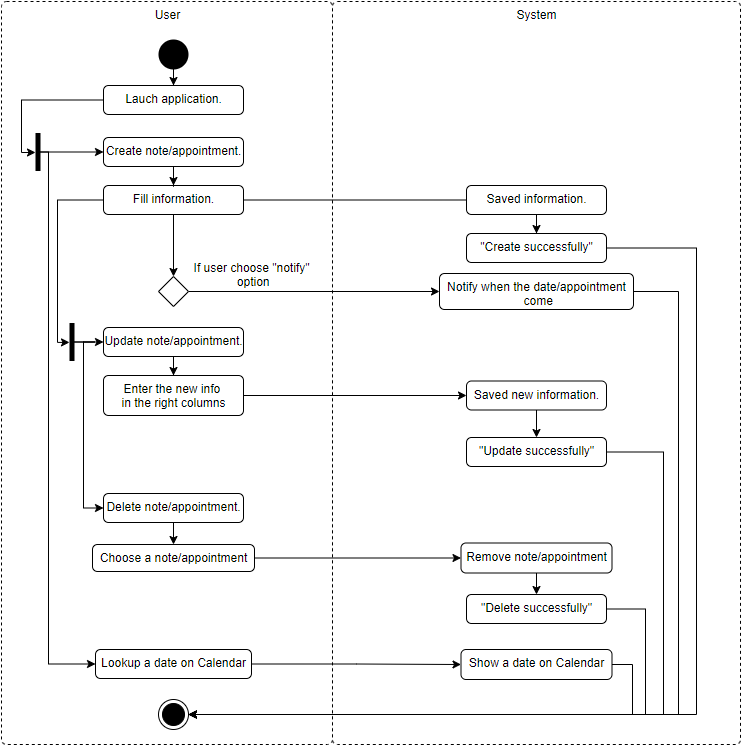 User
System
Lauch application.
Create note/appointment.
Fill information.
Saved information.
"Create successfully"
If user choose "notify"
option
Notify when the date/appointment
come
Update note/appointment.
Enter the new info
in the right columns
Saved new information.
"Update successfully"
Delete note/appointment.
Choose a note/appointment
Remove note/appointment
"Delete successfully"
Lookup a date on Calendar
Show a date on Calendar